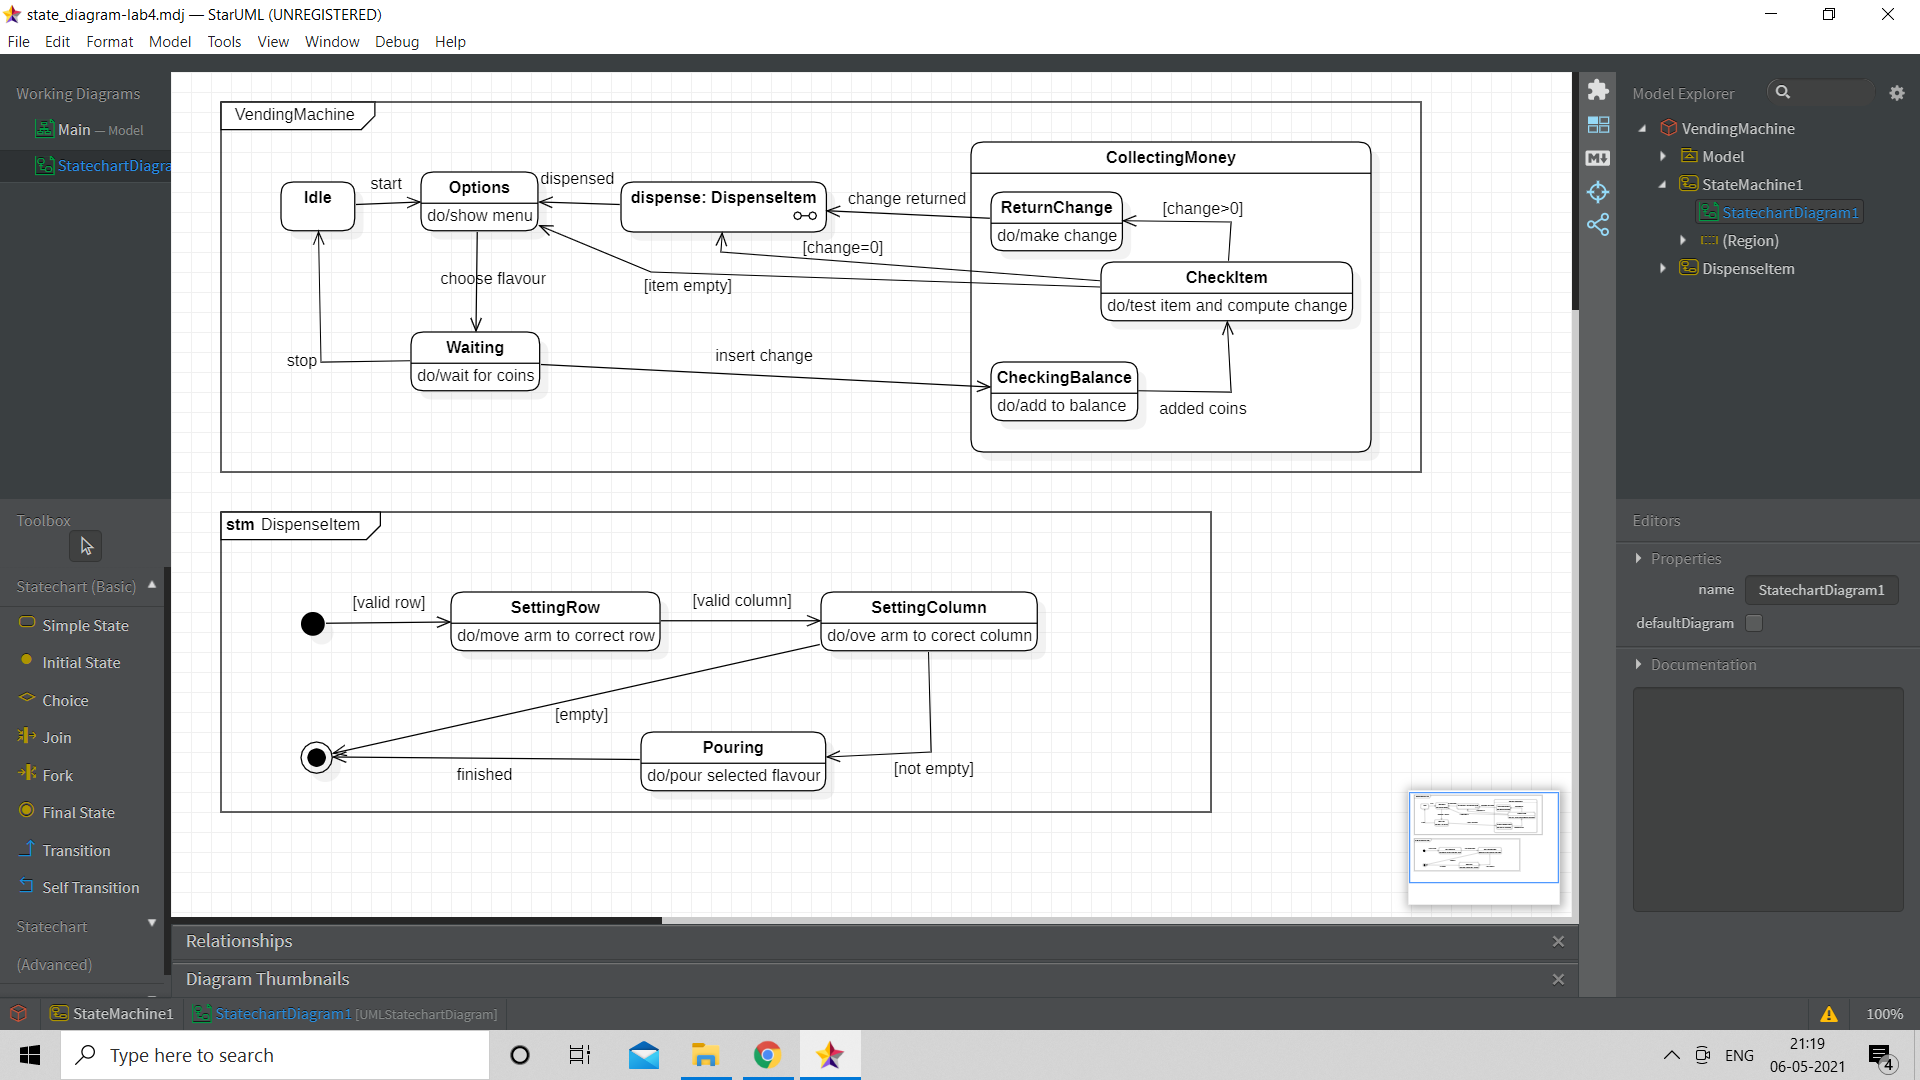 state_diagram-lab4.mdj — StarUML (UNREGISTERED)
File Edit Format Model Tools View Window Debug Help
Working Diagrams
Main — Model
StatechartDiagra
VendingMachine
Idle
start
Options
do/show menu
dispensed
dispense: DispenseItem
change returned
CollectingMoney
ReturnChange
do/make change
[change>0]
[change=0]
CheckItem
do/test item and compute change
[item empty]
choose flavour
Waiting
do/wait for coins
stop
insert change
CheckingBalance
do/add to balance
added coins
stm DispenseItem
[valid row]
SettingRow
do/move arm to correct row
[valid column]
SettingColumn
do/ove arm to corect column
[empty]
Pouring
do/pour selected flavour
finished
[not empty]
Toolbox
Statechart (Basic)
Simple State
Initial State
Choice
Join
Fork
Final State
Transition
Self Transition
Statechart
(Advanced)
Model Explorer
VendingMachine
Model
StateMachine1
StatechartDiagram1
(Region)
DispenseItem
Editors
Properties
name StatechartDiagram1
defaultDiagram
Documentation
M
Relationships
Diagram Thumbnails
StateMachine1 StatechartDiagram1 [UMLStatechartDiagram]
100%
Type here to search
ENG
21:19
06-05-2021
4